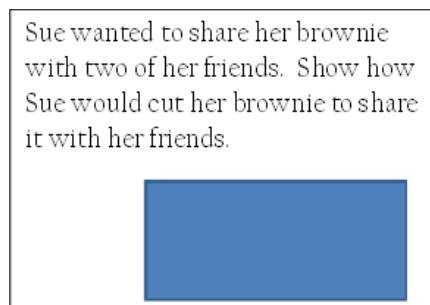 Sue wanted to share her brownie
with two of her friends.  Show how
Sue would cut her brownie to share
it with her friends.